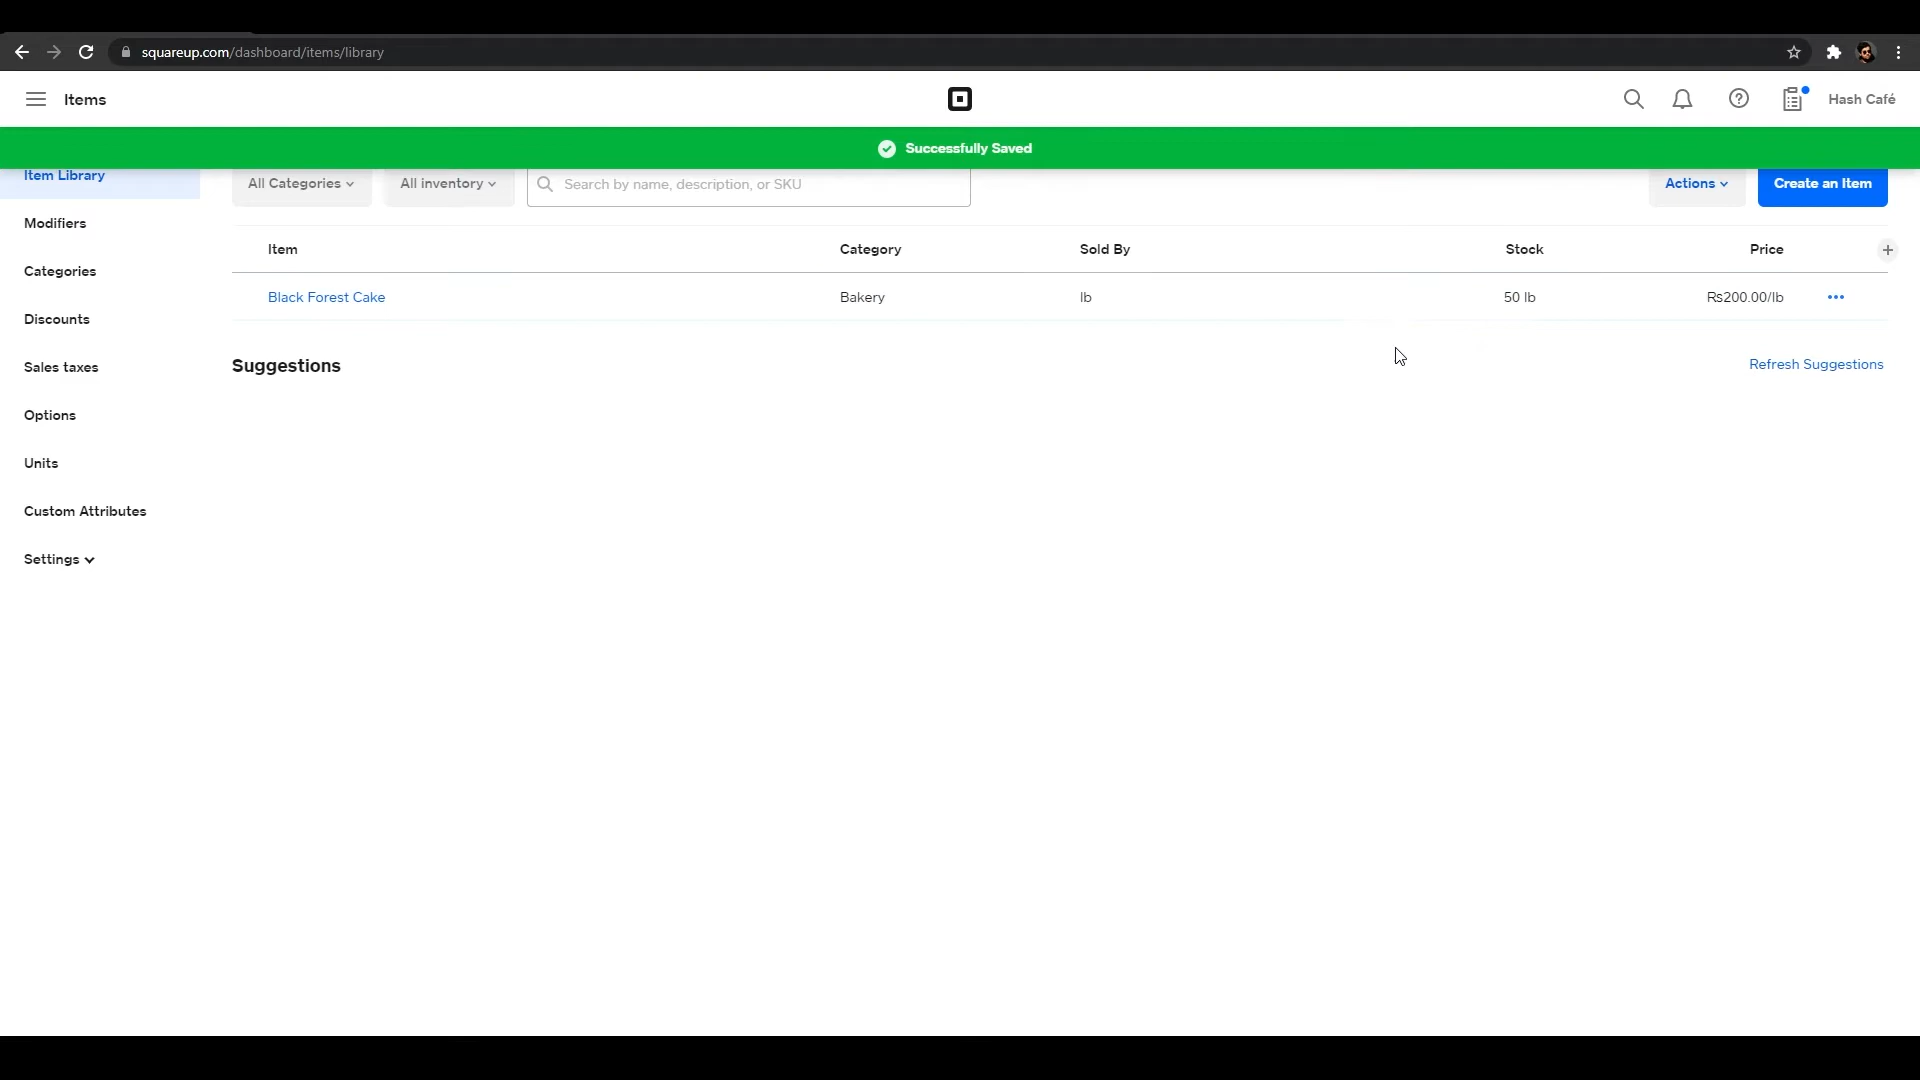 squareup.com/dashboard/items/library
Items
Hash Café
Successfully Saved
Item Library
All Categories
All inventory
Search by name, description, or SKU
Actions
Create an Item
Modifiers
Item Category Sold By Stock Price
Categories
Black Forest Cake Bakery lb 50 lb Rs200.00/lb
Discounts
Sales taxes
Suggestions
Refresh Suggestions
Options
Units
Custom Attributes
Settings